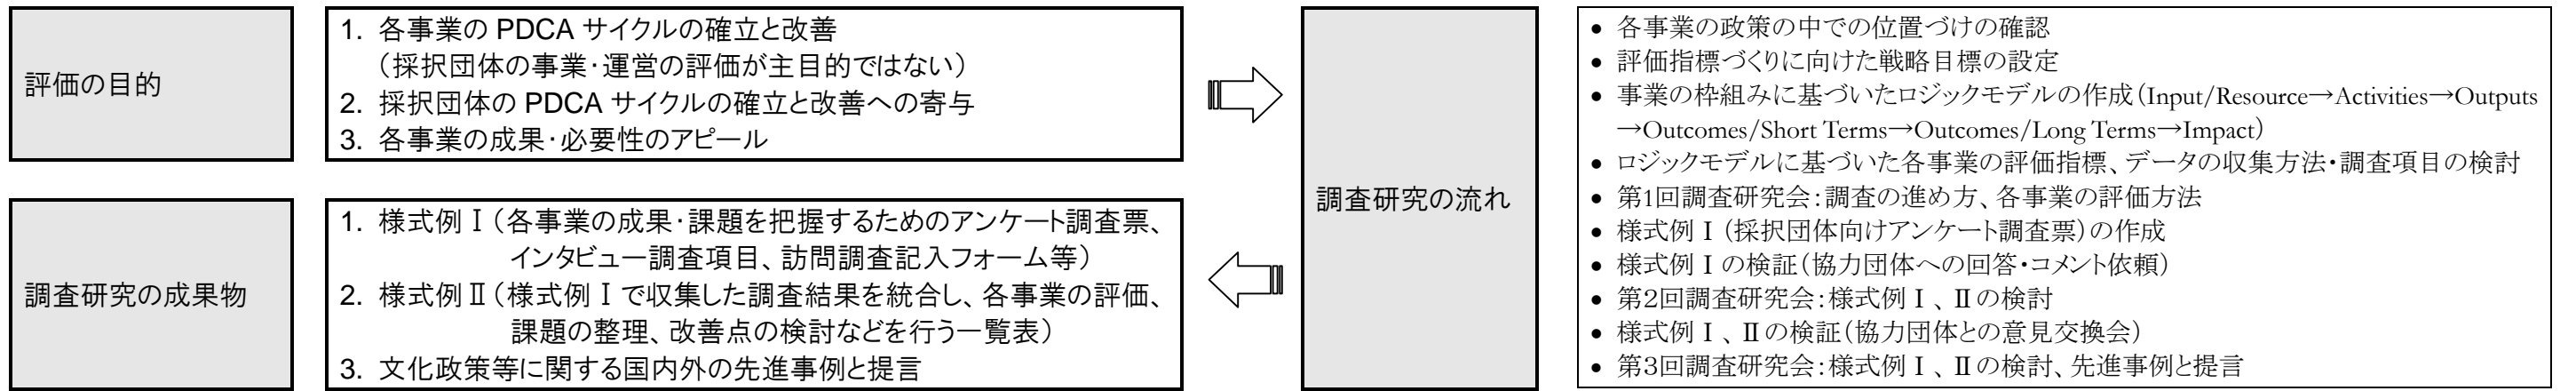 評価の目的
1. 各事業の PDCA サイクルの確立と改善
（採択団体の事業・運営の評価が主目的ではない）
2. 採択団体の PDCA サイクルの確立と改善への寄与
3. 各事業の成果・必要性のアピール
調査研究の成果物
1. 様式例Ⅰ（各事業の成果・課題を把握するためのアンケート調査票、
インタビュー調査項目、訪問調査記入フォーム等）
2. 様式例Ⅱ（様式例Ⅰで収集した調査結果を統合し、各事業の評価、
課題の整理、改善点の検討などを行う一覧表）
3. 文化政策等に関する国内外の先進事例と提言
調査研究の流れ
• 各事業の政策の中での位置づけの確認
• 評価指標づくりに向けた戦略目標の設定
• 事業の枠組みに基づいたロジックモデルの作成（Input/Resource→Activities→Outputs
→Outcomes/Short Terms→Outcomes/Long Terms→Impact）
• ロジックモデルに基づいた各事業の評価指標、データの収集方法・調査項目の検討
• 第1回調査研究会：調査の進め方、各事業の評価方法
• 様式例Ⅰ（採択団体向けアンケート調査票）の作成
• 様式例Ⅰの検証（協力団体への回答・コメント依頼）
• 第２回調査研究会：様式例Ⅰ、Ⅱの検討
• 様式例Ⅰ、Ⅱの検証（協力団体との意見交換会）
• 第３回調査研究会：様式例Ⅰ、Ⅱの検討、先進事例と提言